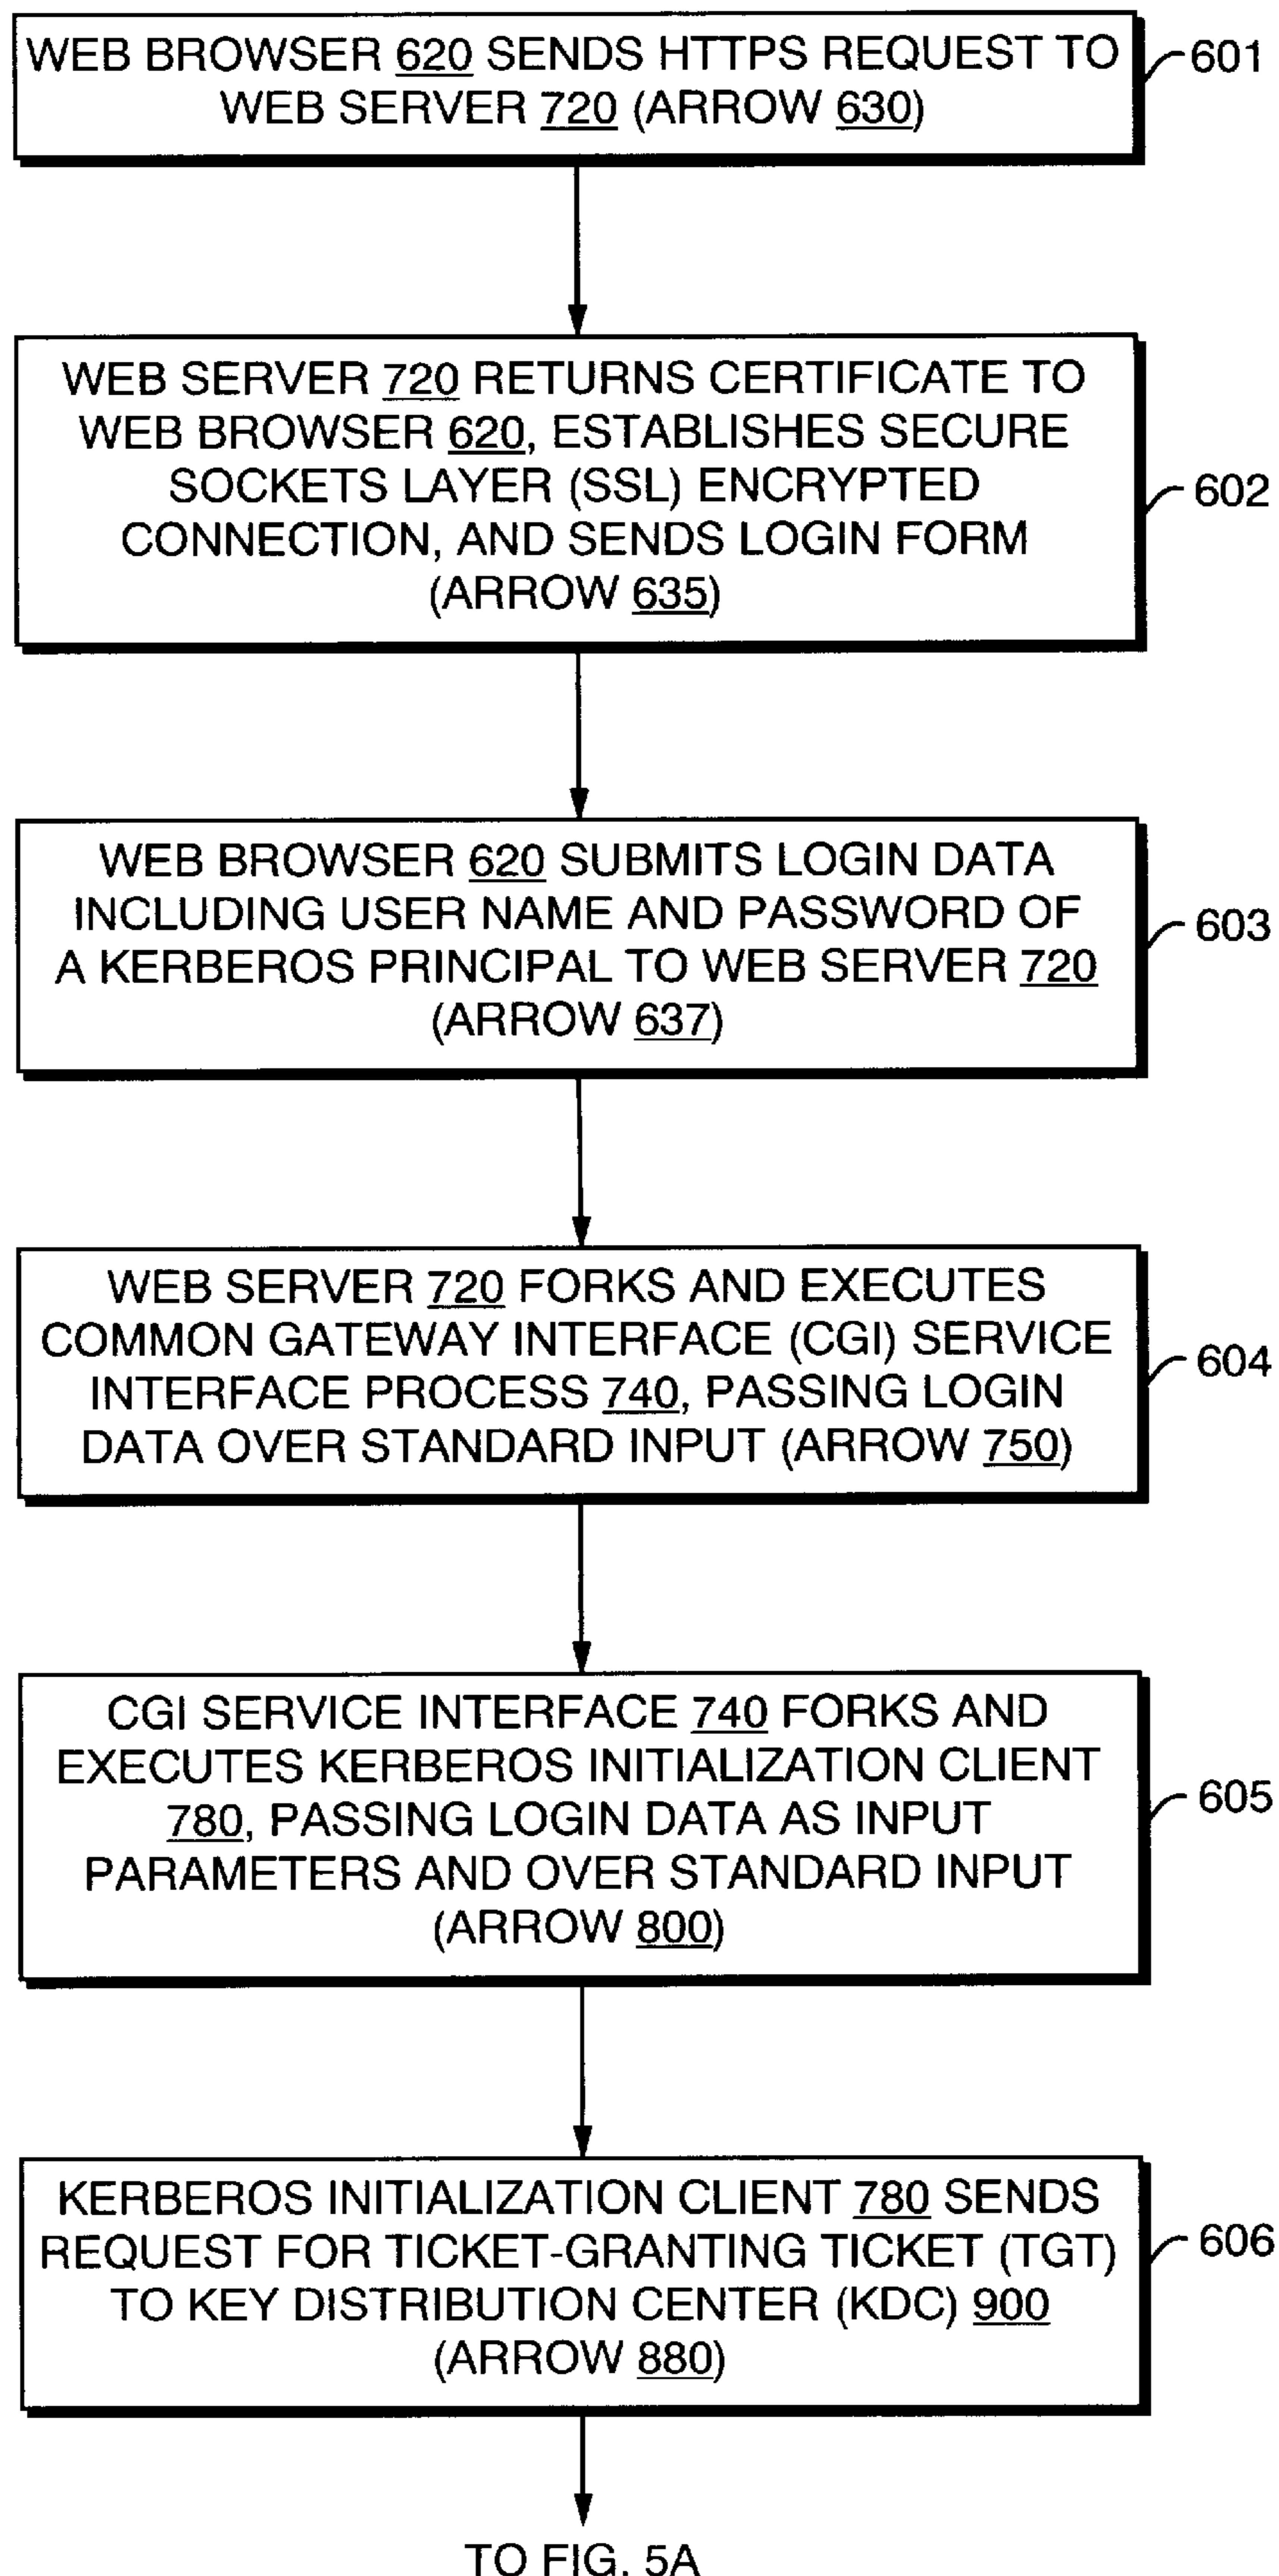 WEB BROWSER 620 SENDS HTTPS REQUEST TO
WEB SERVER 720 (ARROW 630)
601
WEB SERVER 720 RETURNS CERTIFICATE TO
WEB BROWSER 620, ESTABLISHES SECURE
SOCKETS LAYER (SSL) ENCRYPTED
CONNECTION, AND SENDS LOGIN FORM
(ARROW 635)
602
WEB BROWSER 620 SUBMITS LOGIN DATA
INCLUDING USER NAME AND PASSWORD OF
A KERBEROS PRINCIPAL TO WEB SERVER 720
(ARROW 637)
603
WEB SERVER 720 FORKS AND EXECUTES
COMMON GATEWAY INTERFACE (CGI) SERVICE
INTERFACE PROCESS 740, PASSING LOGIN
DATA OVER STANDARD INPUT (ARROW 750)
604
CGI SERVICE INTERFACE 740 FORKS AND
EXECUTES KERBEROS INITIALIZATION CLIENT
780, PASSING LOGIN DATA AS INPUT
PARAMETERS AND OVER STANDARD INPUT
(ARROW 800)
605
KERBEROS INITIALIZATION CLIENT 780 SENDS
REQUEST FOR TICKET-GRANTING TICKET (TGT)
TO KEY DISTRIBUTION CENTER (KDC) 900
(ARROW 880)
606
TO FIG. 5A